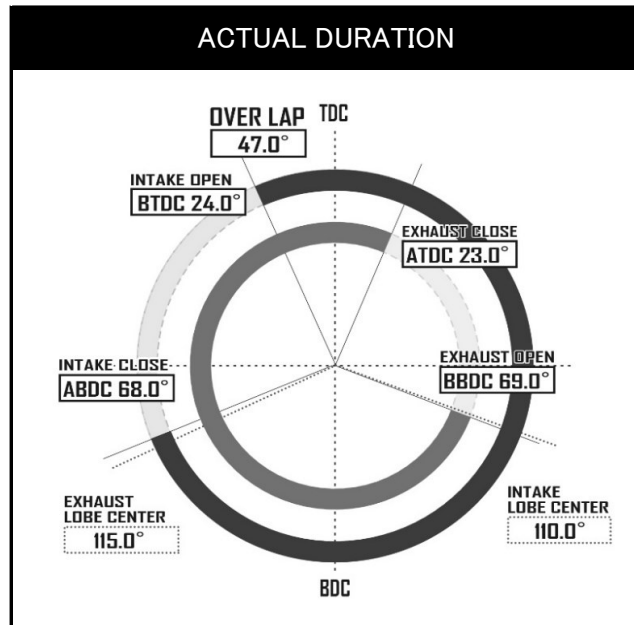 ACTUAL DURATION
OVER LAP
47.0°
TDC
INTAKE OPEN
BTDC 24.0°
EXHAUST CLOSE
ATDC 23.0°
INTAKE CLOSE
ABDC 68.0°
EXHAUST OPEN
BBDC 69.0°
EXHAUST
LOBE CENTER
115.0°
INTAKE
LOBE CENTER
110.0°
BDC